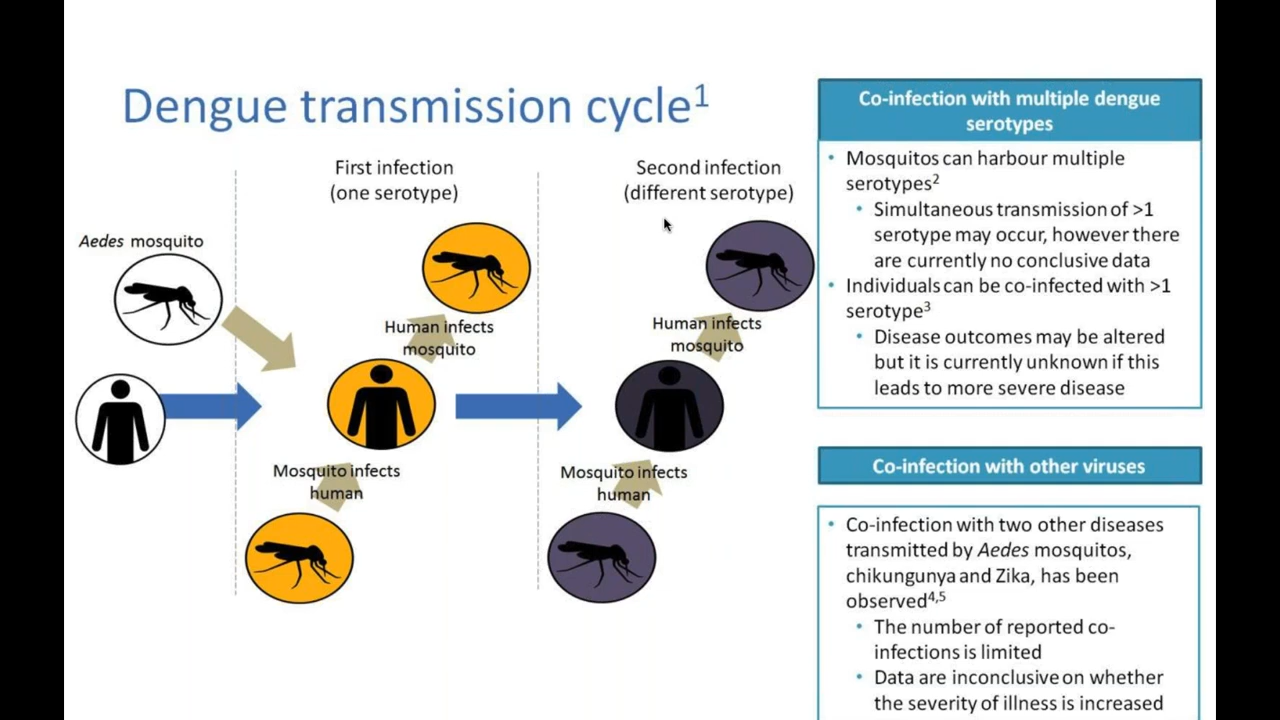 Dengue transmission cycle¹
First infection
(one serotype)
Second infection
(different serotype)
Aedes mosquito
Human infects
mosquito
Human infects
mosquito
Mosquito infects
human
Mosquito infects
human
Co-infection with multiple dengue
serotypes
• Mosquitos can harbour multiple
serotypes²
• Simultaneous transmission of >1
serotype may occur, however there
are currently no conclusive data
• Individuals can be co-infected with >1
serotype³
• Disease outcomes may be altered
but it is currently unknown if this
leads to more severe disease
Co-infection with other viruses
• Co-infection with two other diseases
transmitted by Aedes mosquitos,
chikungunya and Zika, has been
observed⁴,⁵
• The number of reported co-
infections is limited
• Data are inconclusive on whether
the severity of illness is increased